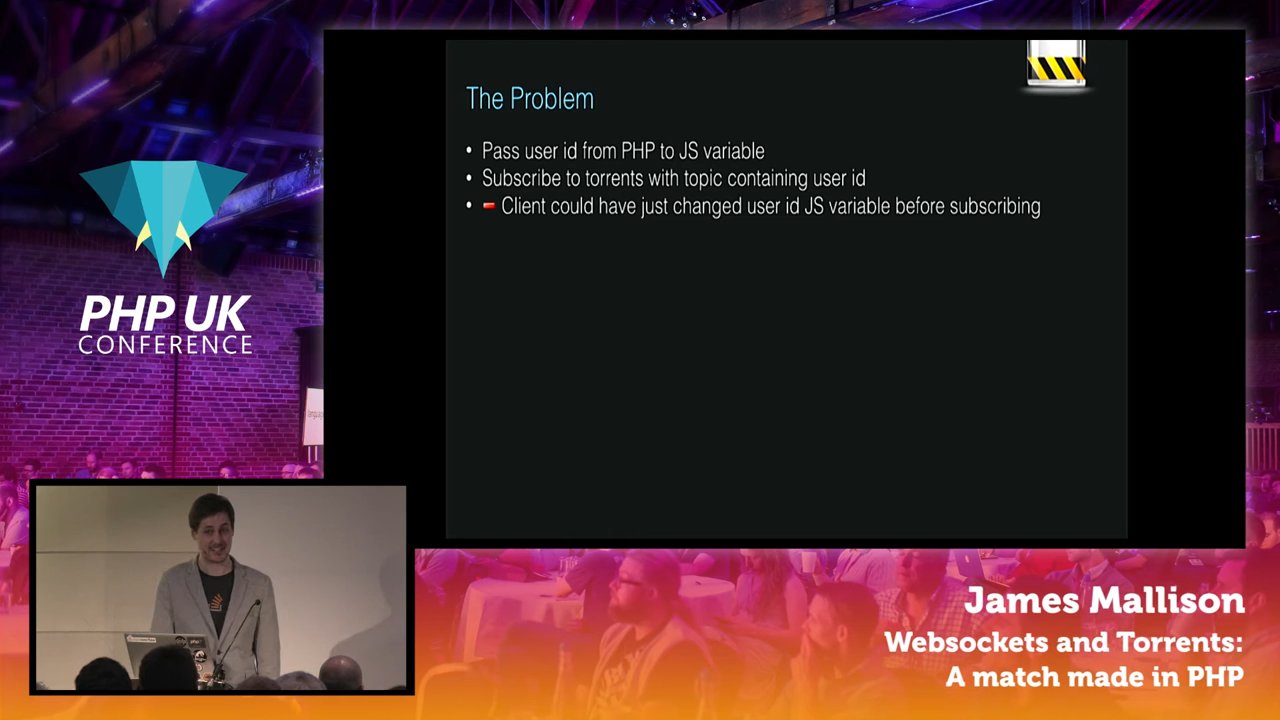 The Problem
• Pass user id from PHP to JS variable
• Subscribe to torrents with topic containing user id
• Client could have just changed user id JS variable before subscribing
PHP UK
CONFERENCE
James Mallison
Websockets and Torrents:
A match made in PHP